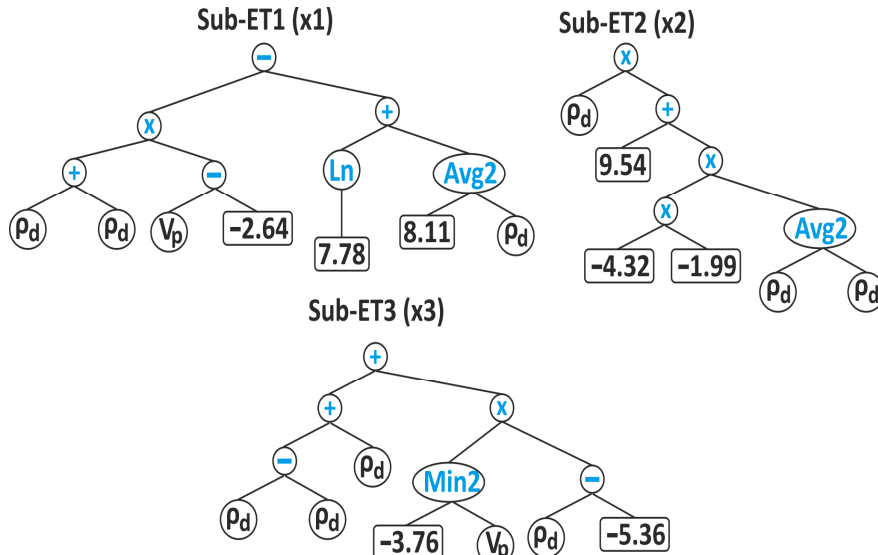 Sub-ET1 (x1)
Sub-ET2 (x2)
−
x
+
x
ρd
+
+
−
Ln
Avg2
9.54
x
ρd
ρd
Vp
−2.64
7.78
8.11
ρd
x
Avg2
−4.32
−1.99
ρd
ρd
Sub-ET3 (x3)
+
+
x
−
ρd
Min2
−
ρd
ρd
−3.76
Vp
ρd
−5.36